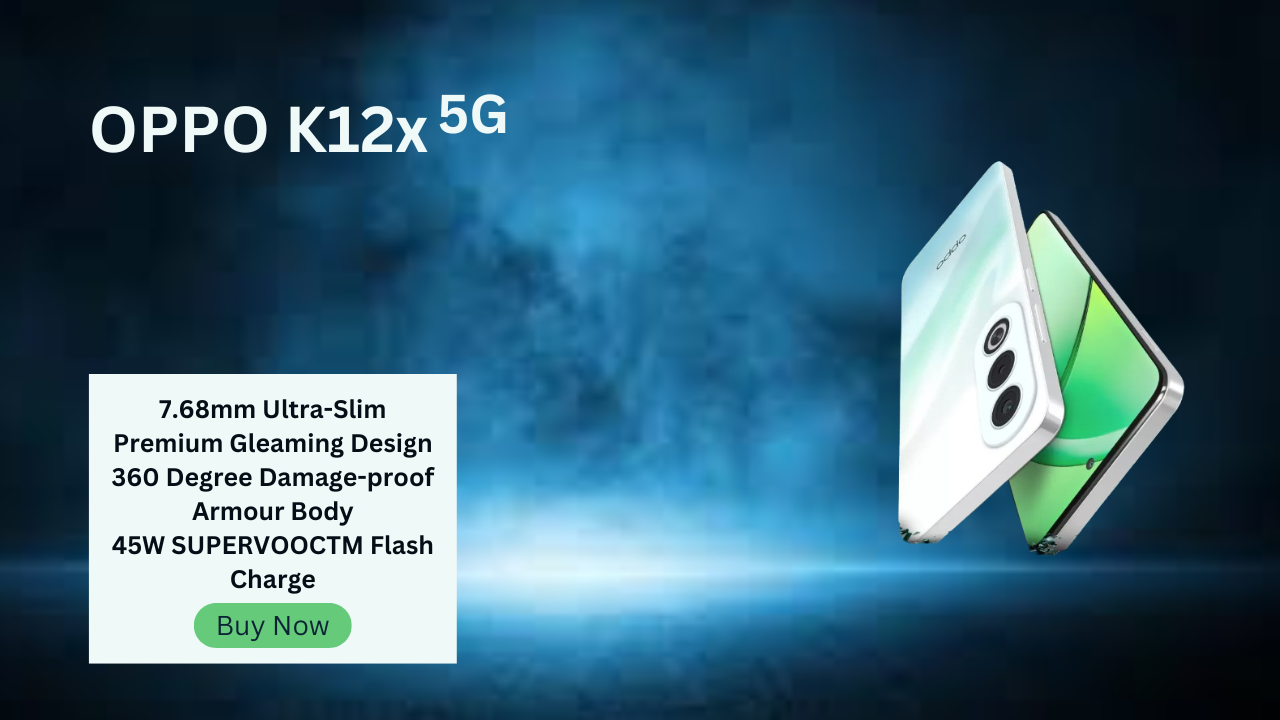 OPPO K12x 5G
oppo
7.68mm Ultra-Slim
Premium Gleaming Design
360 Degree Damage-proof
Armour Body
45W SUPERVOOCTM Flash
Charge
Buy Now